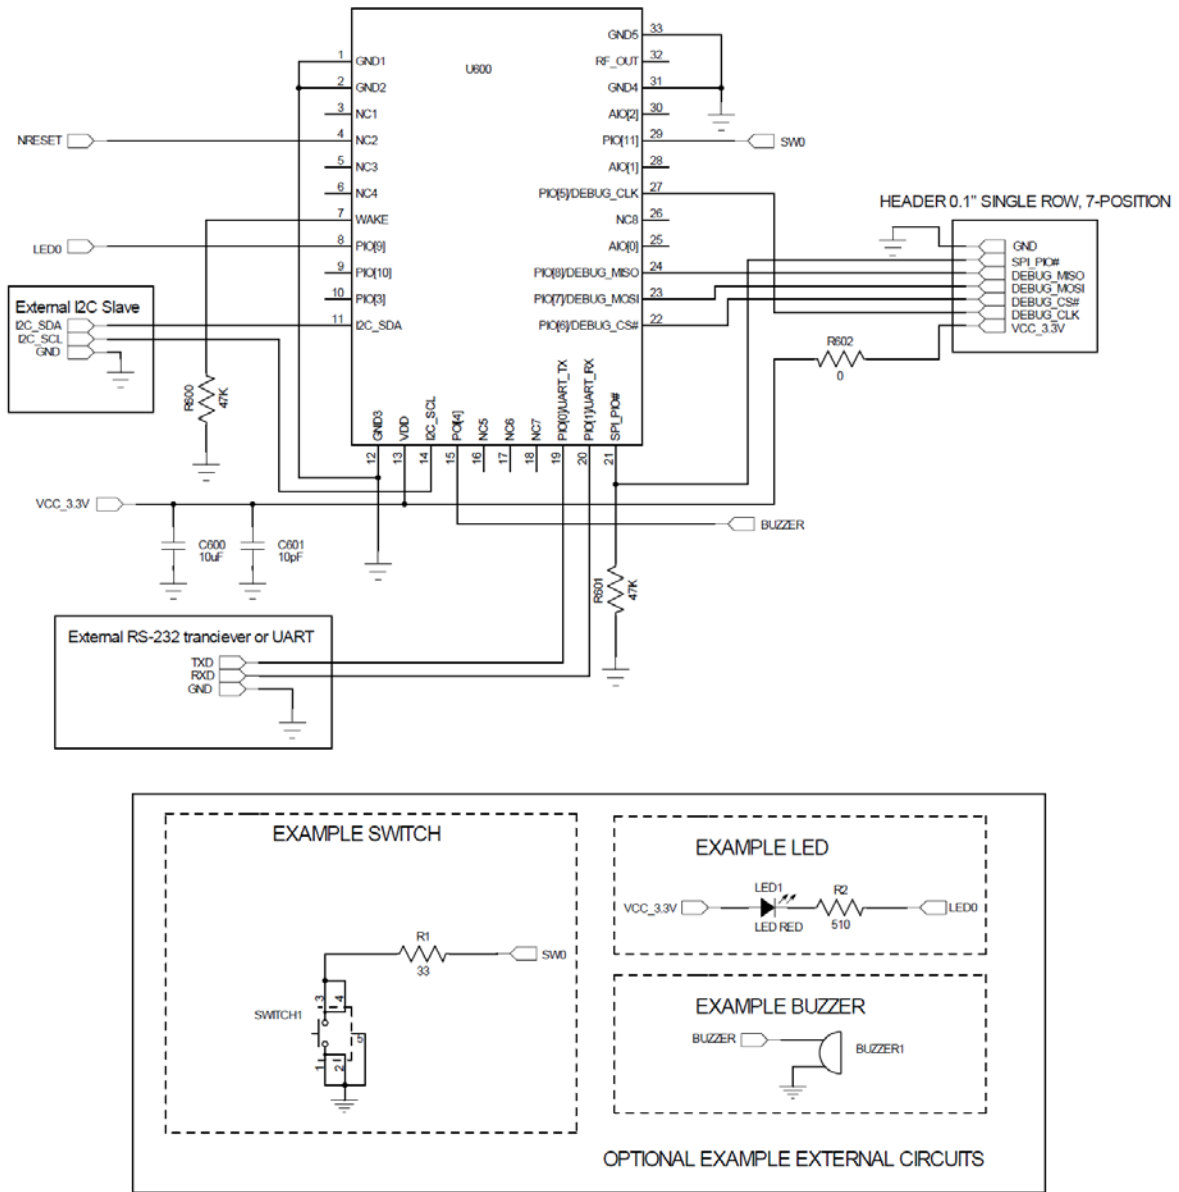 U600
1 GND1
2 GND2
3 NC1
NRESET 4 NC2
5 NC3
6 NC4
7 WAKE
LED0 8 PIO[9]
9 PIO[10]
10 PIO[3]
11 I2C_SDA
GND5 33
RF_OUT 32
GND4 31
AIO[2] 30
PIO[11] 29 SW0
AIO[1] 28
PIO[5]/DEBUG_CLK 27
NC8 26
AIO[0] 25
PIO[8]/DEBUG_MISO 24
PIO[7]/DEBUG_MOSI 23
PIO[6]/DEBUG_CS# 22
GND3 12
VDD 13
I2C_SCL 14
PO[4] 15
NC5 16
NC6 17
NC7 18
PIO[0]/UART_TX 19
PIO[1]/UART_RX 20
SPI_PIO# 21
HEADER 0.1" SINGLE ROW, 7-POSITION
GND
SPI_PIO#
DEBUG_MISO
DEBUG_MOSI
DEBUG_CS#
DEBUG_CLK
VCC_3.3V
R602
0
External I2C Slave
I2C_SDA
I2C_SCL
GND
R600
47K
VCC_3.3V
C600
10uF
C601
10pF
BUZZER
R601
47K
External RS-232 tranciever or UART
TXD
RXD
GND
EXAMPLE SWITCH
R1
33
SW0
SWITCH1
3 4
5
1 2
EXAMPLE LED
VCC_3.3V
LED1
LED RED
R2
510
LED0
EXAMPLE BUZZER
BUZZER
BUZZER1
OPTIONAL EXAMPLE EXTERNAL CIRCUITS